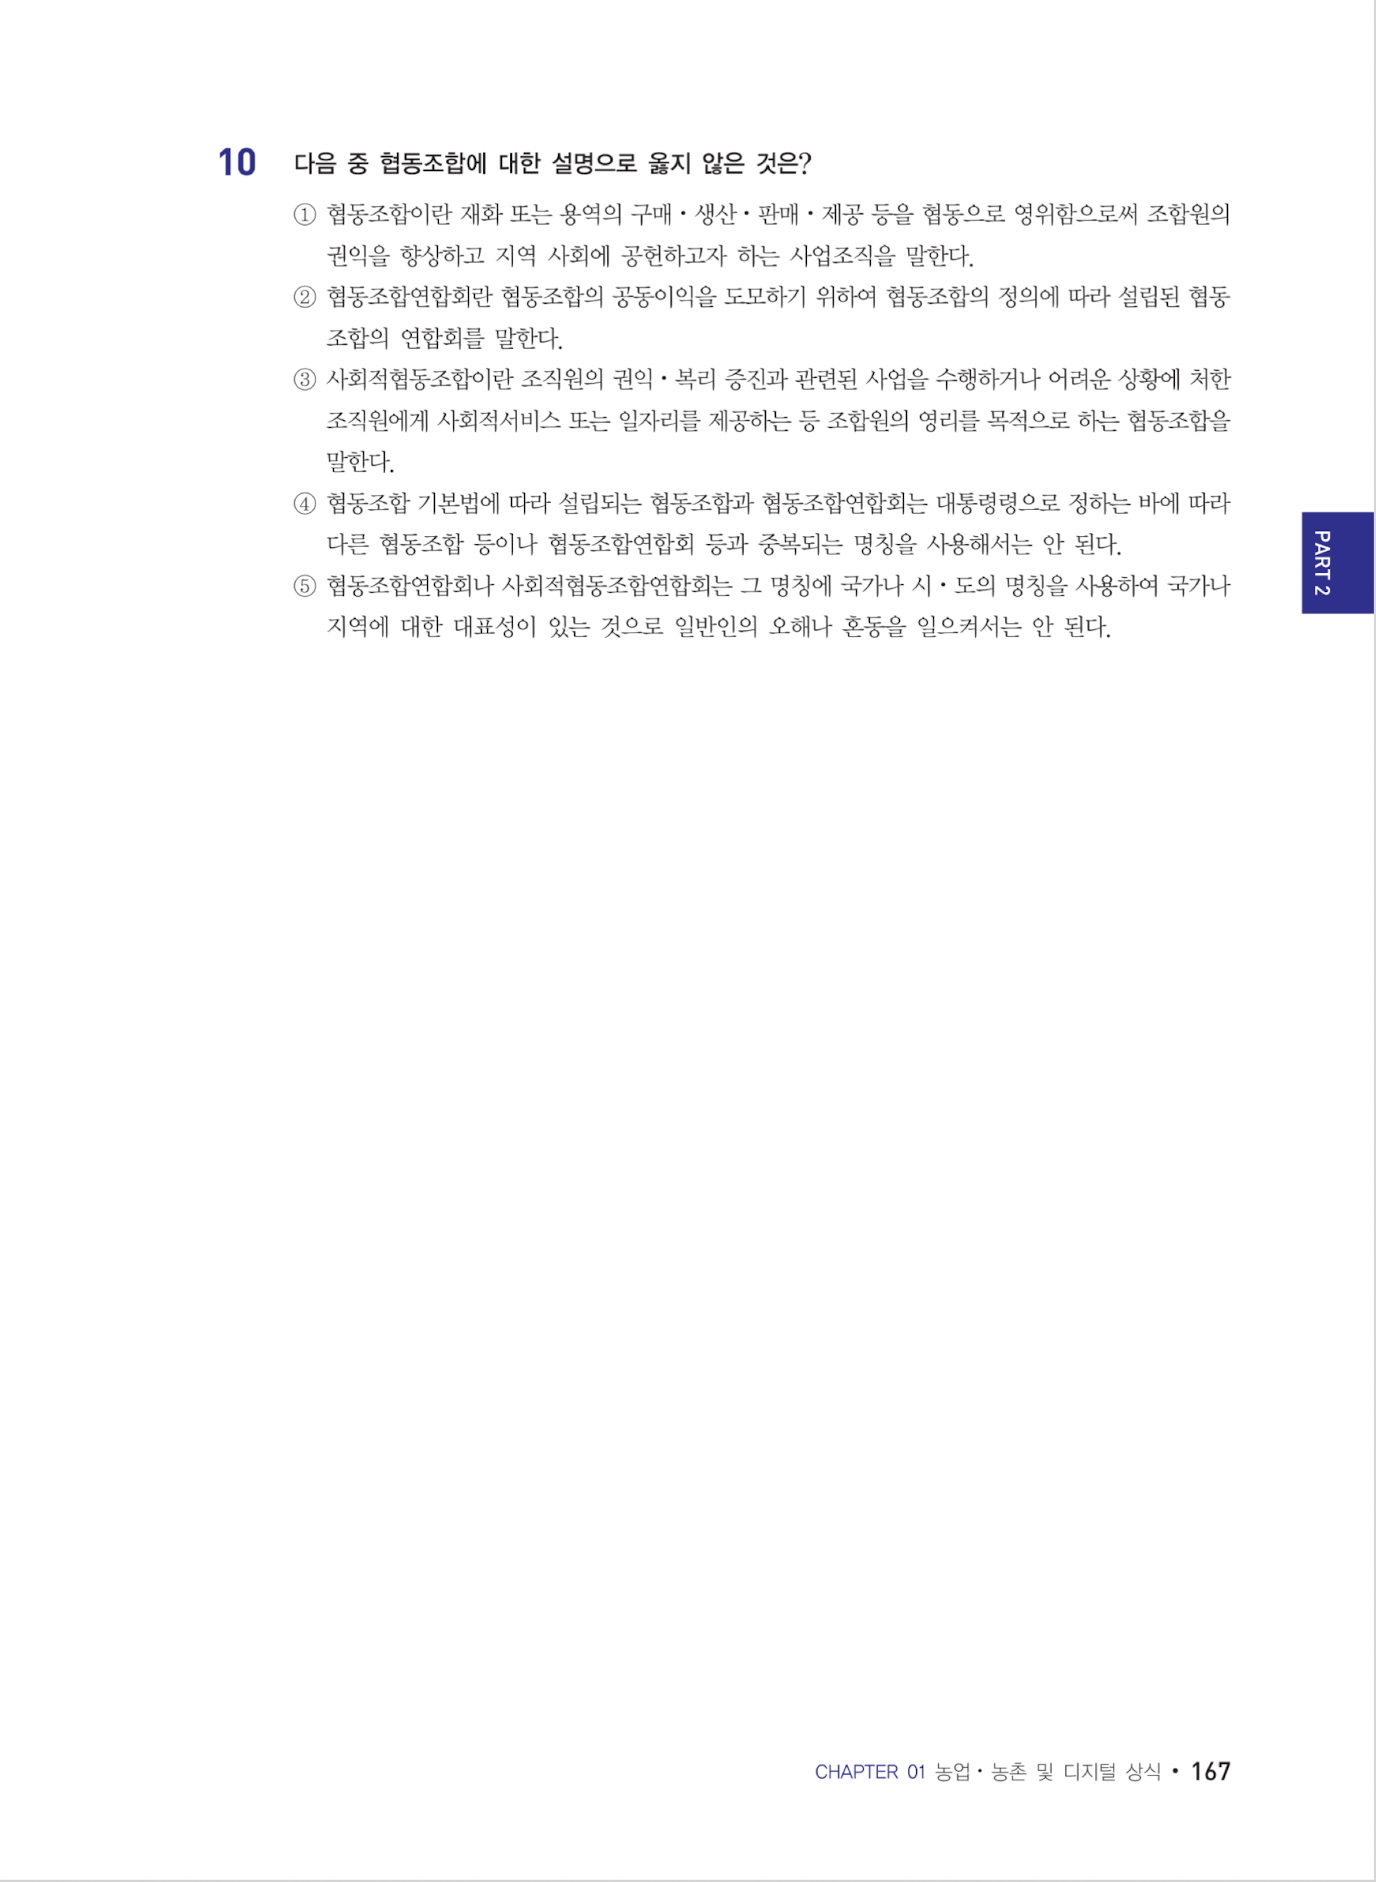 10 다음 중 협동조합에 대한 설명으로 옳지 않은 것은?
① 협동조합이란 재화 또는 용역의 구매・생산・판매・제공 등을 협동으로 영위함으로써 조합원의
권익을 향상하고 지역 사회에 공헌하고자 하는 사업조직을 말한다.
② 협동조합연합회란 협동조합의 공동이익을 도모하기 위하여 협동조합의 정의에 따라 설립된 협동
조합의 연합회를 말한다.
③ 사회적협동조합이란 조직원의 권익・복리 증진과 관련된 사업을 수행하거나 어려운 상황에 처한
조직원에게 사회적서비스 또는 일자리를 제공하는 등 조합원의 영리를 목적으로 하는 협동조합을
말한다.
④ 협동조합 기본법에 따라 설립되는 협동조합과 협동조합연합회는 대통령령으로 정하는 바에 따라
다른 협동조합 등이나 협동조합연합회 등과 중복되는 명칭을 사용해서는 안 된다.
⑤ 협동조합연합회나 사회적협동조합연합회는 그 명칭에 국가나 시・도의 명칭을 사용하여 국가나
지역에 대한 대표성이 있는 것으로 일반인의 오해나 혼동을 일으켜서는 안 된다.
PART 2
CHAPTER 01 농업・농촌 및 디지털 상식 • 167